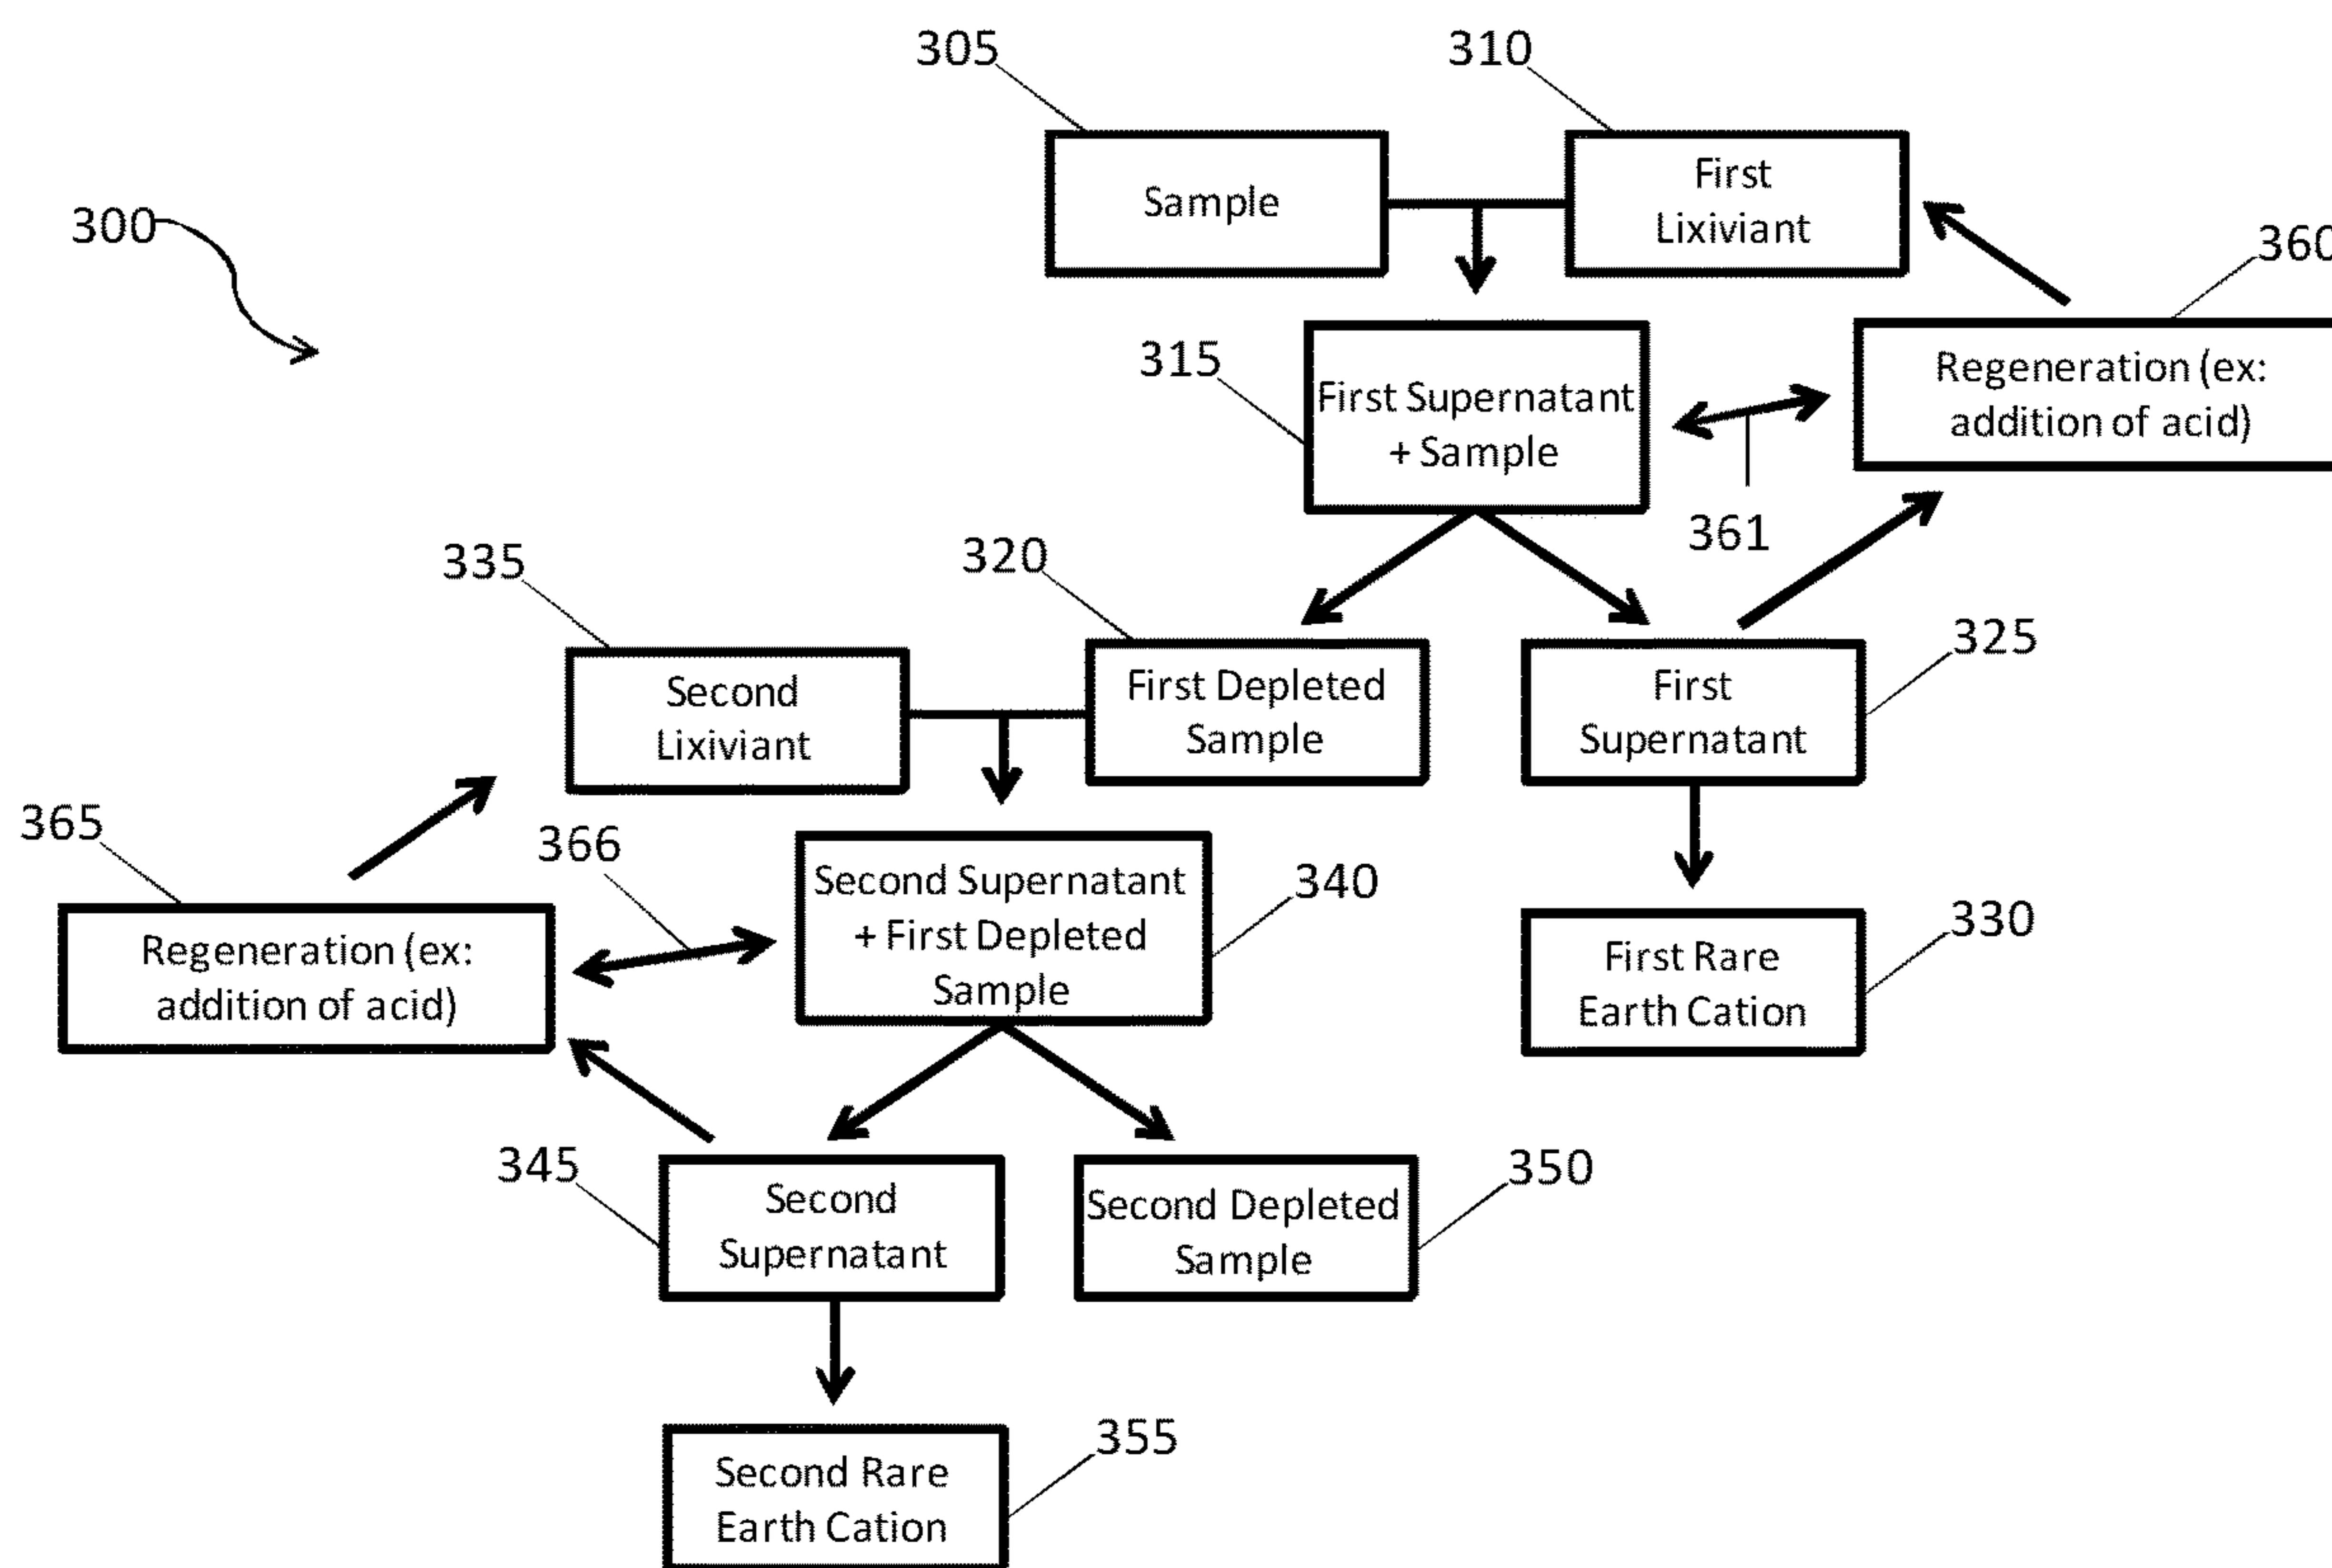 305
310
Sample
First
Lixiviant
300
360
315
First Supernatant
+ Sample
Regeneration (ex:
addition of acid)
361
335
320
325
Second
Lixiviant
First Depleted
Sample
First
Supernatant
365
366
340
Second Supernatant
+ First Depleted
Sample
330
Regeneration (ex:
addition of acid)
First Rare
Earth Cation
345
350
Second
Supernatant
Second Depleted
Sample
355
Second Rare
Earth Cation